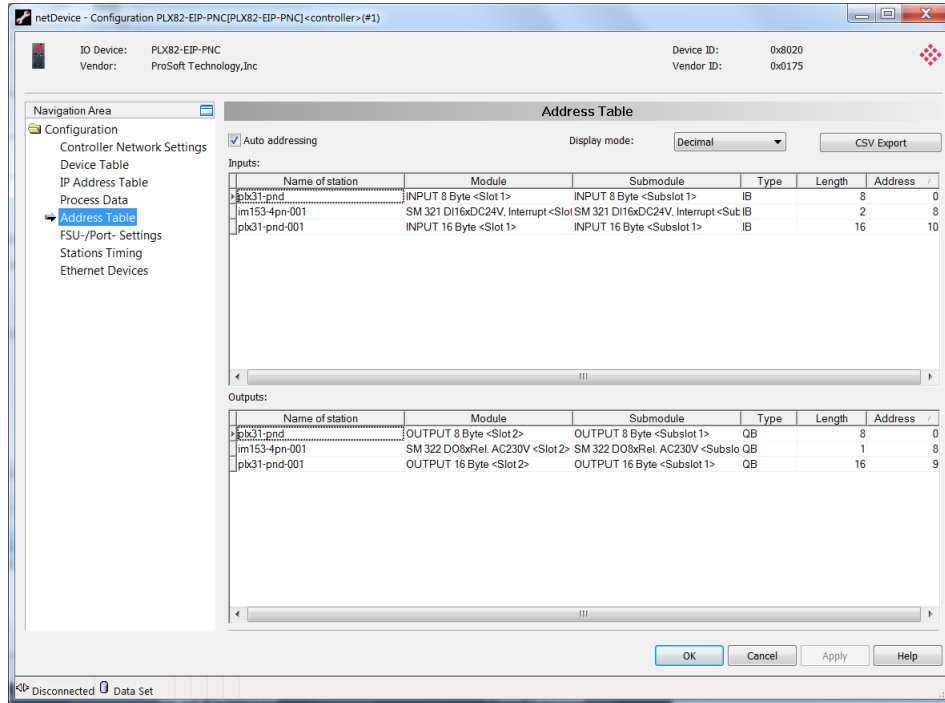 netDevice - Configuration PLX82-EIP-PNC[PLX82-EIP-PNC]<controller>(#1)
IO Device: PLX82-EIP-PNC Device ID: 0x8020
Vendor: ProSoft Technology,Inc Vendor ID: 0x0175
Navigation Area
Configuration
Controller Network Settings
Device Table
IP Address Table
Process Data
Address Table
FSU-/Port- Settings
Stations Timing
Ethernet Devices
Address Table
Auto addressing Display mode: Decimal CSV Export
Inputs:
Name of station Module Submodule Type Length Address
plx31-pnd INPUT 8 Byte <Slot 1> INPUT 8 Byte <Subslot 1> IB 8 0
im153-4pn-001 SM 321 DI16xDC24V, Interrupt <Slot SM 321 DI16xDC24V, Interrupt <Sub IB 2 8
plx31-pnd-001 INPUT 16 Byte <Slot 1> INPUT 16 Byte <Subslot 1> IB 16 10
Outputs:
Name of station Module Submodule Type Length Address
plx31-pnd OUTPUT 8 Byte <Slot 2> OUTPUT 8 Byte <Subslot 1> QB 8 0
im153-4pn-001 SM 322 DO8xRel. AC230V <Slot 2> SM 322 DO8xRel. AC230V <Subslo QB 1 8
plx31-pnd-001 OUTPUT 16 Byte <Slot 2> OUTPUT 16 Byte <Subslot 1> QB 16 9
OK Cancel Apply Help
Disconnected Data Set